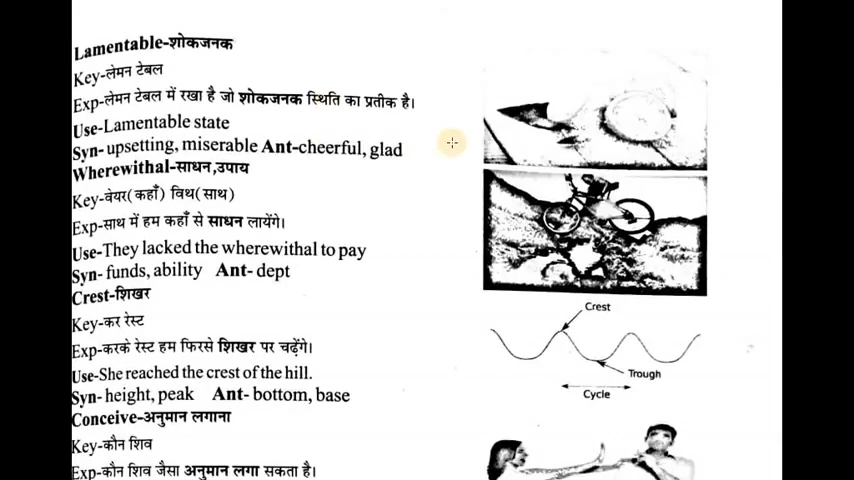 Lamentable-शोकजनक
Key-लेमन टेबल
Exp-लेमन टेबल में रखा है जो शोकजनक स्थिति का प्रतीक है।
Use-Lamentable state
Syn- upsetting, miserable Ant-cheerful, glad
Wherewithal-साधन,उपाय
Key-वेयर(कहाँ) विथ(साथ)
Exp-साथ में हम कहाँ से साधन लायेंगे।
Use-They lacked the wherewithal to pay
Syn- funds, ability Ant- dept
Crest-शिखर
Key-कर रेस्ट
Exp-करके रेस्ट हम फिरसे शिखर पर चढ़ेंगे।
Use-She reached the crest of the hill.
Syn- height, peak Ant- bottom, base
Conceive-अनुमान लगाना
Key-कौन शिव
Exp-कौन शिव जैसा अनुमान लगा सकता है।
Crest
Trough
Cycle